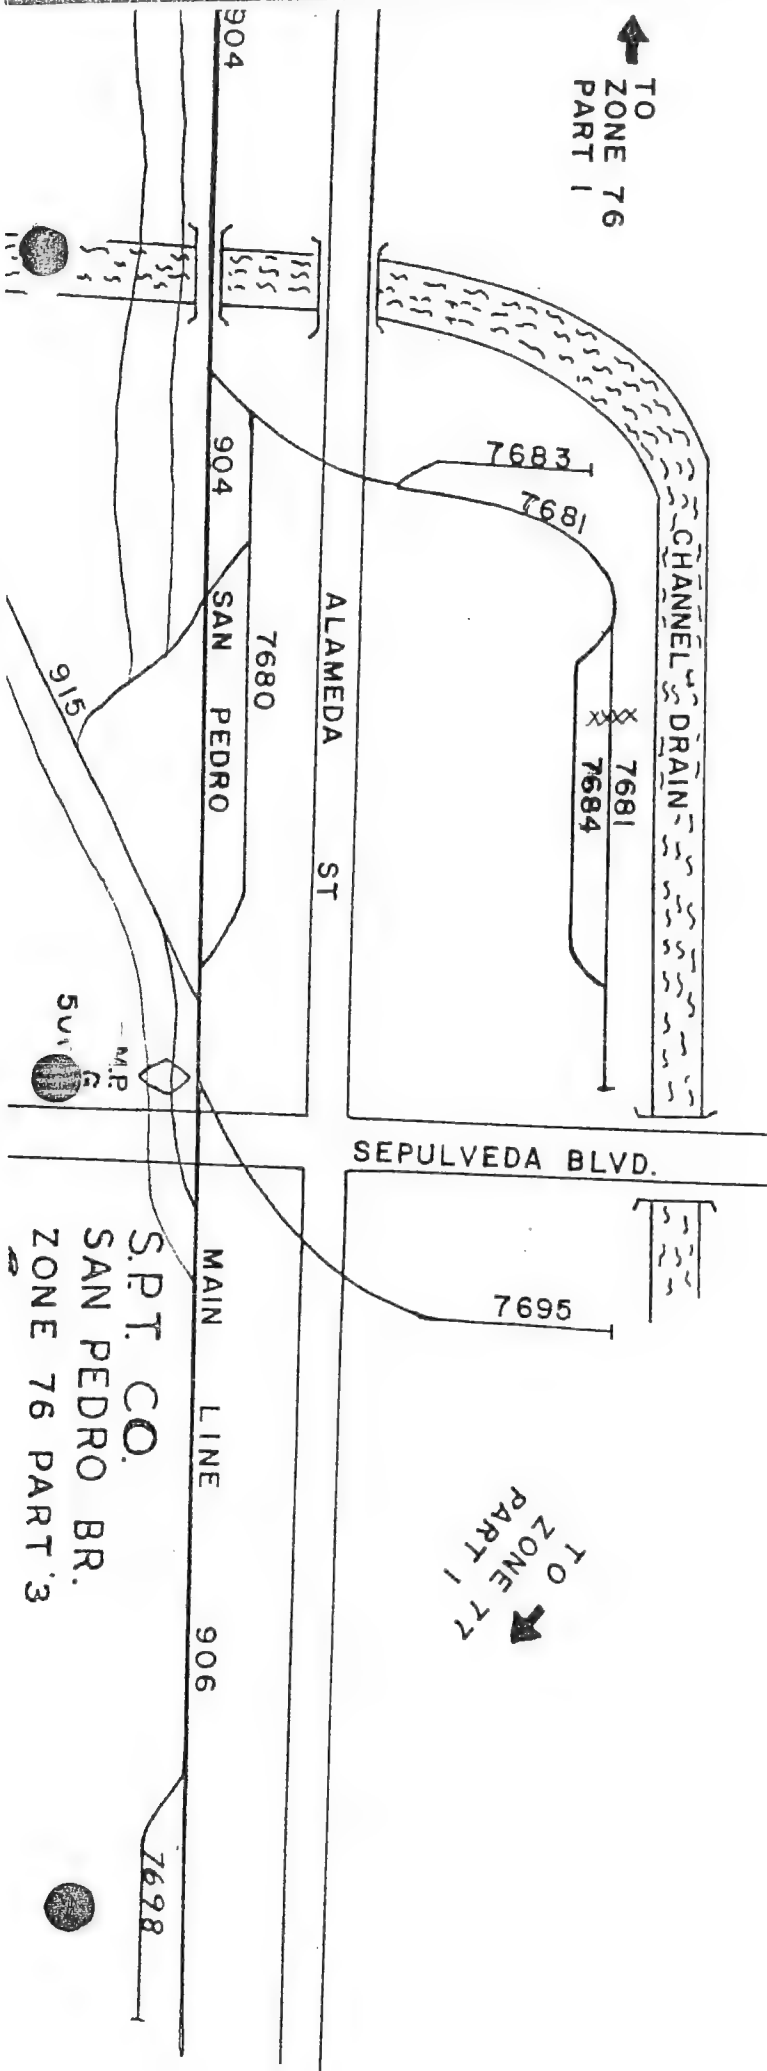 TO
ZONE 76
PART 1
904
904
SAN PEDRO
7680
915
ALAMEDA ST
7683
7681
XXXX
7681
7684
CHANNEL DRAIN
M.P.
SEPULVEDA BLVD.
7695
MAIN LINE 906
TO
ZONE 77
PART 1
7698
S.P.T. CO.
SAN PEDRO BR.
ZONE 76 PART 3